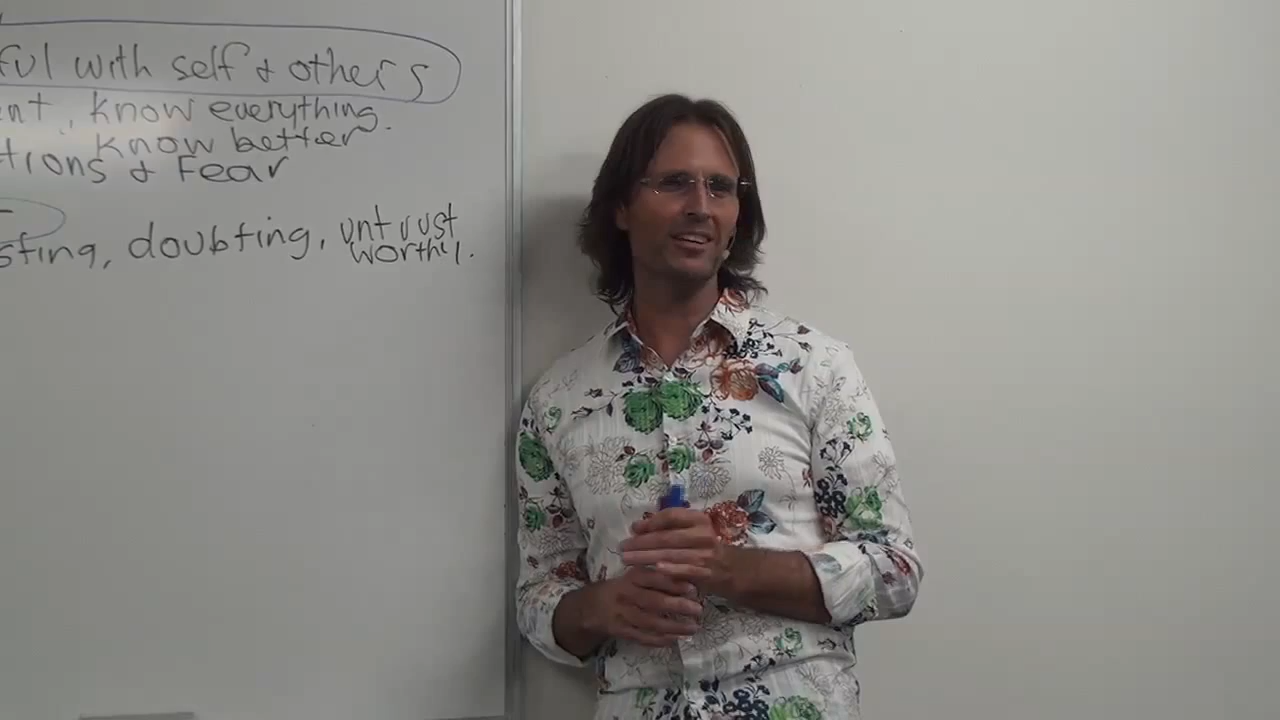 ful with self & others
ent, know everything.
know better
tions & Fear
sting, doubting, untrust
worthy.